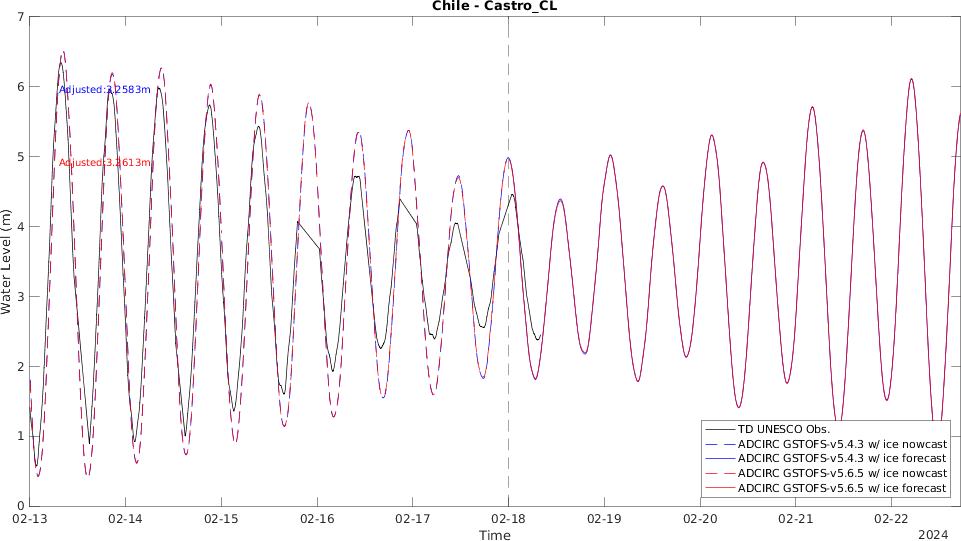 Chile - Castro_CL
7
6
5
4
3
2
1
0
Water Level (m)
Adjusted:3.2583m
Adjusted:3.2613m
TD UNESCO Obs.
ADCIRC GSTOFS-v5.4.3 w/ ice nowcast
ADCIRC GSTOFS-v5.4.3 w/ ice forecast
ADCIRC GSTOFS-v5.6.5 w/ ice nowcast
ADCIRC GSTOFS-v5.6.5 w/ ice forecast
02-13 02-14 02-15 02-16 02-17 02-18 02-19 02-20 02-21 02-22
Time
2024